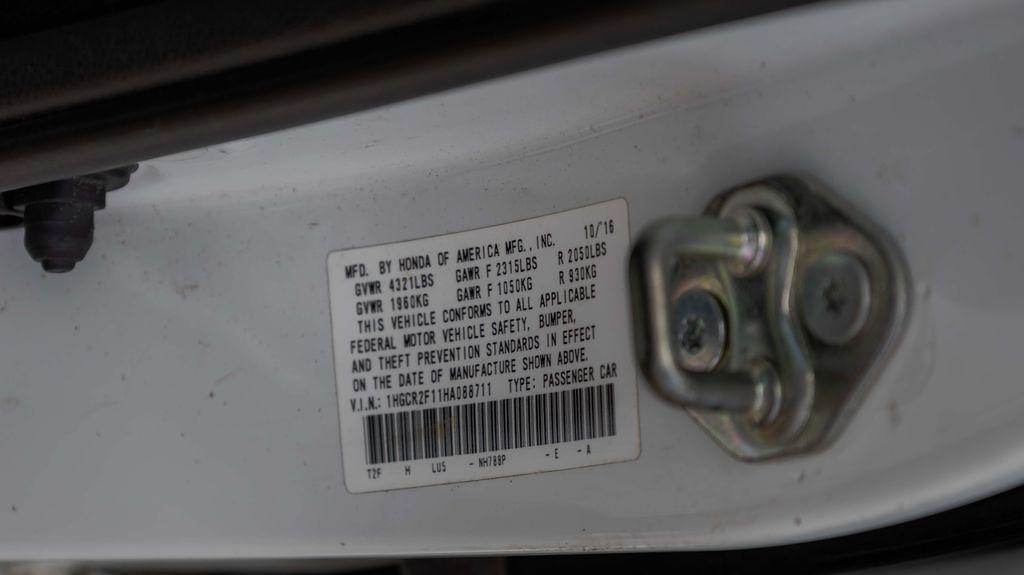 MFD. BY HONDA OF AMERICA MFG., INC. 10/'16
GVWR 4321LBS GAWR F 2315LBS R 2050LBS
GVWR 1960KG GAWR F 1050KG R 930KG
THIS VEHICLE CONFORMS TO ALL APPLICABLE
FEDERAL MOTOR VEHICLE SAFETY, BUMPER,
AND THEFT PREVENTION STANDARDS IN EFFECT
ON THE DATE OF MANUFACTURE SHOWN ABOVE.
V.I.N.: 1HGCR2F11HA088711 TYPE: PASSENGER CAR
T2F H LU5 - NH788P - E - A